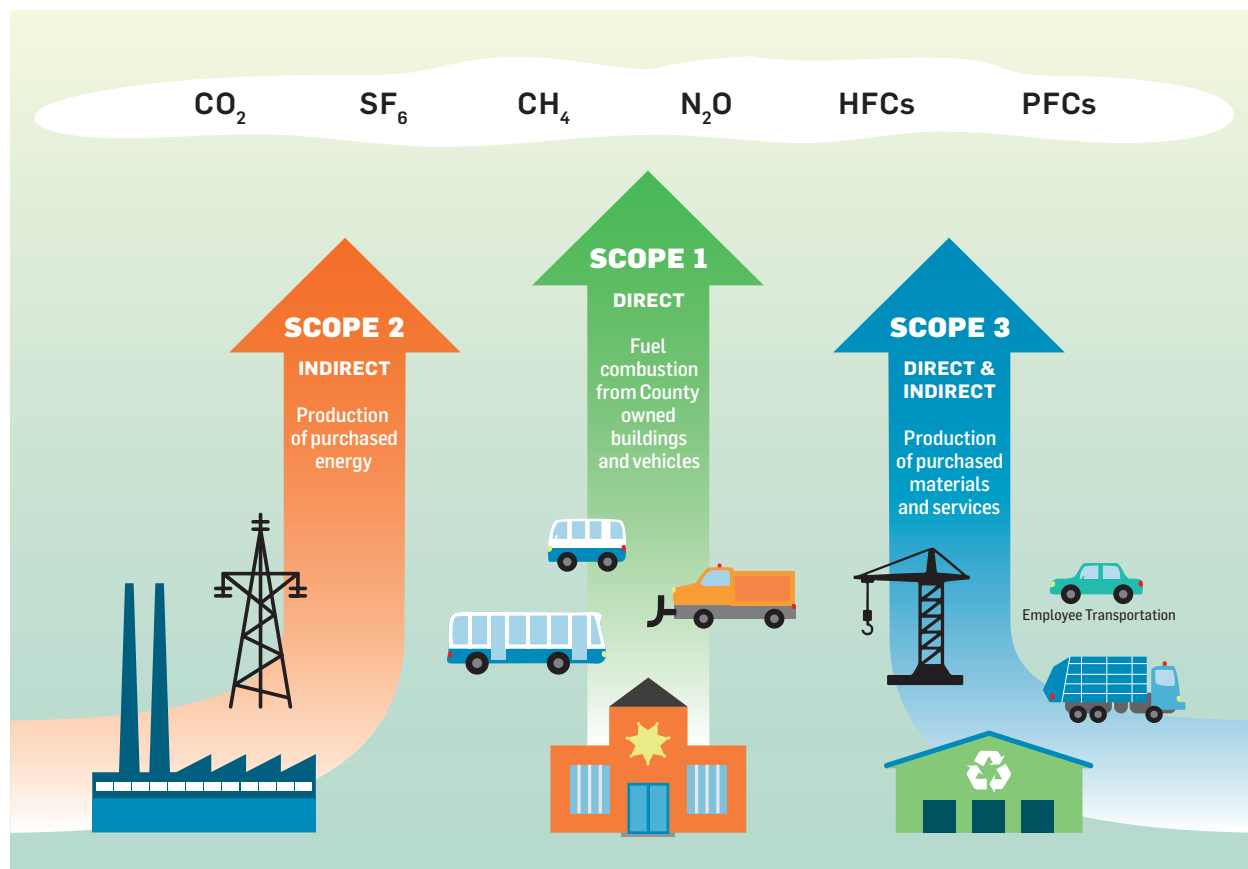 CO2 SF6 CH4 N2O HFCs PFCs
SCOPE 2
INDIRECT
Production
of purchased
energy
SCOPE 1
DIRECT
Fuel
combustion
from County
owned
buildings
and vehicles
SCOPE 3
DIRECT &
INDIRECT
Production
of purchased
materials
and services
Employee Transportation